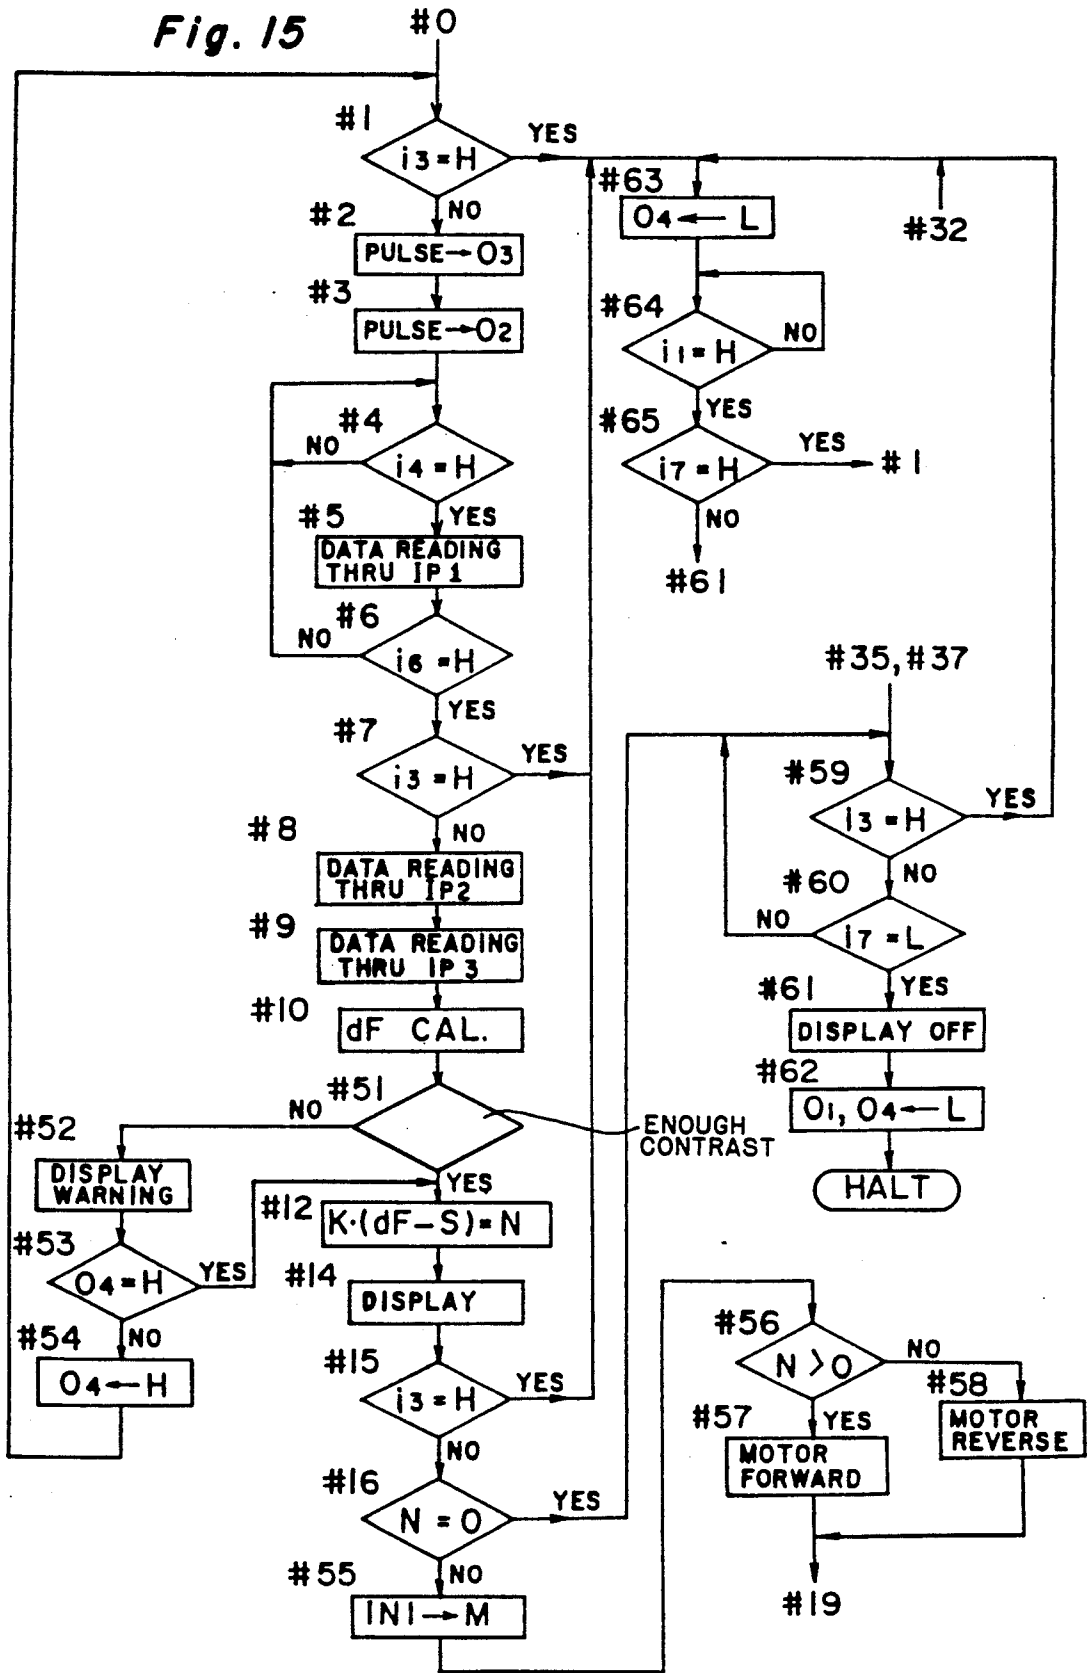 Fig. 15
#0
#1
i3 = H
YES
NO
#2
PULSE→O3
#3
PULSE→O2
#4
NO
i4 = H
YES
#5
DATA READING
THRU IP1
#6
NO
i6 = H
YES
#7
i3 = H
YES
NO
#8
DATA READING
THRU IP2
#9
DATA READING
THRU IP3
#10
dF CAL.
#51
NO
ENOUGH
CONTRAST
YES
#52
DISPLAY
WARNING
#53
O4 = H
YES
NO
#54
O4 ← H
#12
K·(dF−S)=N
#14
DISPLAY
#15
i3 = H
YES
NO
#16
N = O
YES
NO
#55
|N|→ M
#63
O4 ← L
#32
#64
i1 = H
NO
YES
#65
i7 = H
YES
#1
NO
#61
#35, #37
#59
i3 = H
YES
NO
#60
NO
i7 = L
YES
#61
DISPLAY OFF
#62
O1, O4 ← L
HALT
#56
N > O
NO
YES
#57
MOTOR
FORWARD
#58
MOTOR
REVERSE
#19